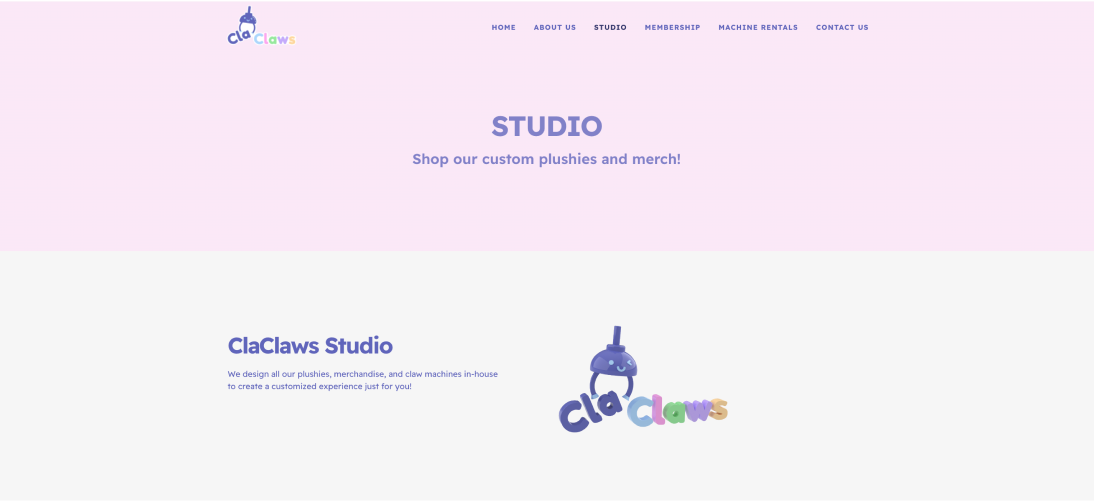 Cla Claws
HOME ABOUT US STUDIO MEMBERSHIP MACHINE RENTALS CONTACT US
STUDIO
Shop our custom plushies and merch!
ClaClaws Studio
We design all our plushies, merchandise, and claw machines in-house
to create a customized experience just for you!
Cla Claws